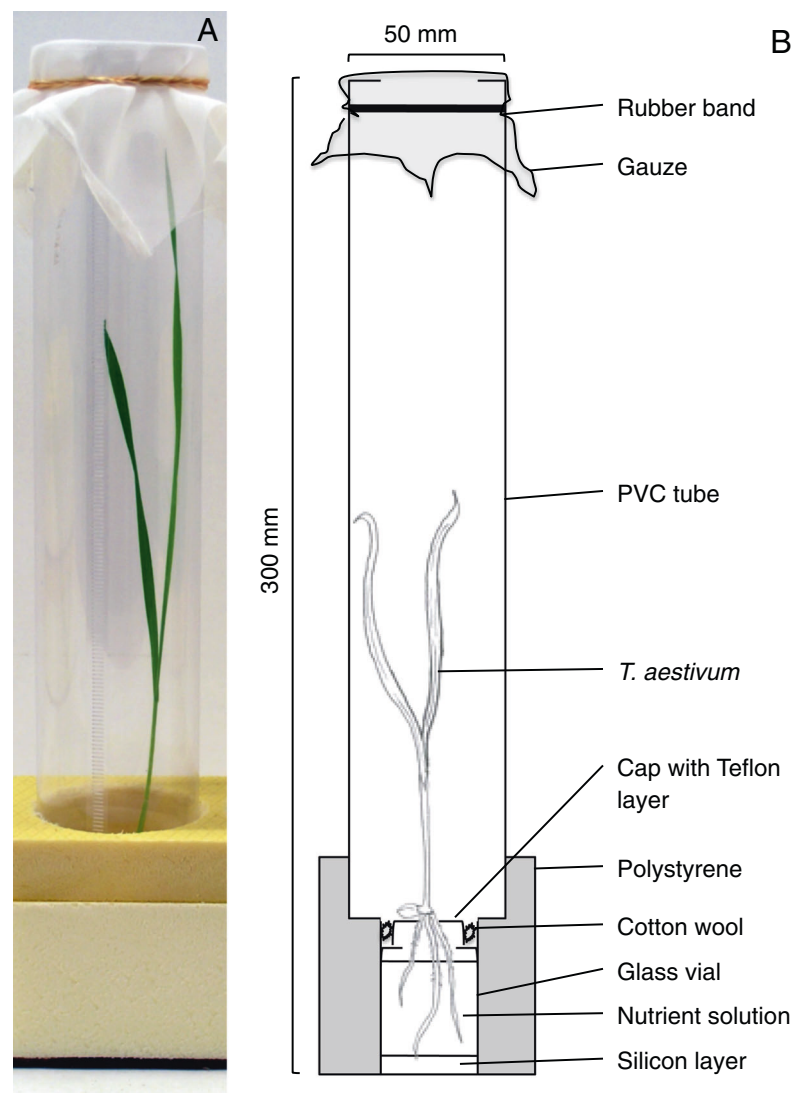 A
B
50 mm
300 mm
Rubber band
Gauze
PVC tube
T. aestivum
Cap with Teflon
layer
Polystyrene
Cotton wool
Glass vial
Nutrient solution
Silicon layer